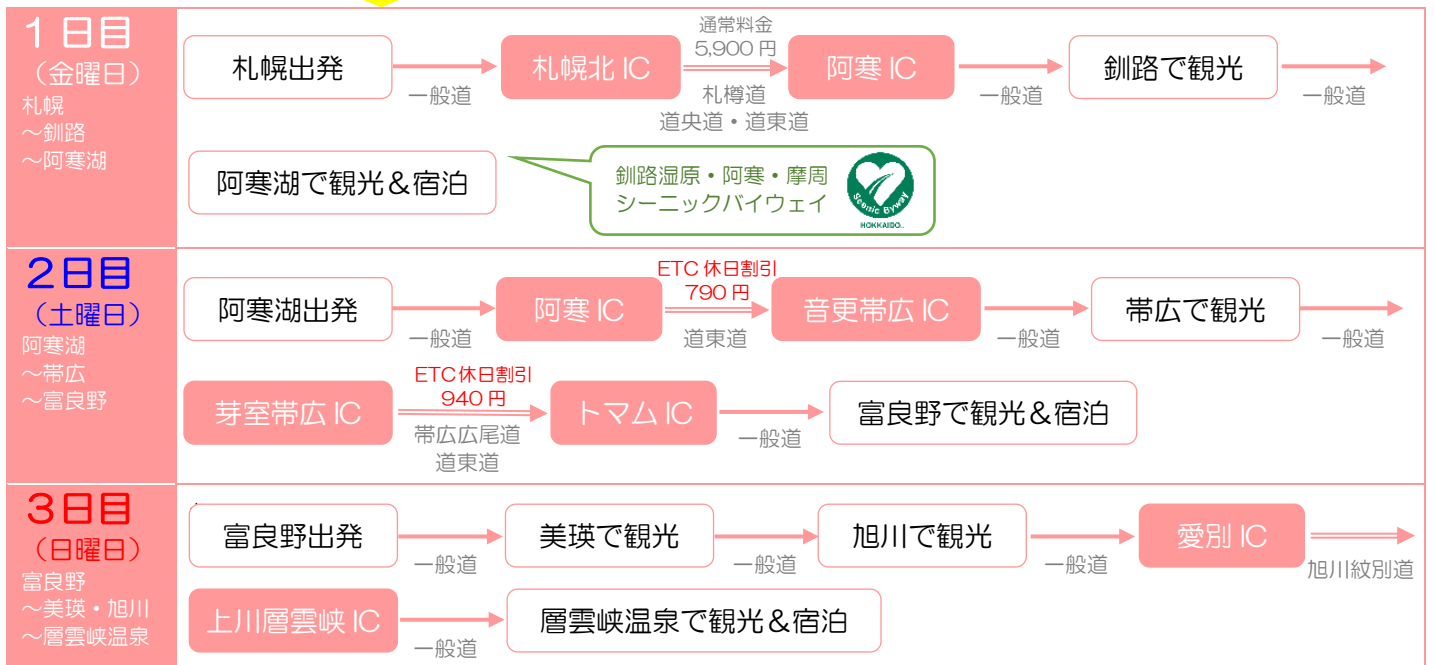 １日目
（金曜日）
札幌
～釧路
～阿寒湖
札幌出発
一般道
札幌北 IC
通常料金
5,900 円
札樽道
道央道・道東道
阿寒 IC
一般道
釧路で観光
一般道
阿寒湖で観光＆宿泊
釧路湿原・阿寒・摩周
シーニックバイウェイ
Scenic Byway
HOKKAIDO
２日目
（土曜日）
阿寒湖
～帯広
～富良野
阿寒湖出発
一般道
阿寒 IC
ETC 休日割引
790 円
道東道
音更帯広 IC
一般道
帯広で観光
一般道
芽室帯広 IC
ETC 休日割引
940 円
帯広広尾道
道東道
トマム IC
一般道
富良野で観光＆宿泊
３日目
（日曜日）
富良野
～美瑛・旭川
～層雲峡温泉
富良野出発
一般道
美瑛で観光
一般道
旭川で観光
一般道
愛別 IC
旭川紋別道
上川層雲峡 IC
一般道
層雲峡温泉で観光＆宿泊